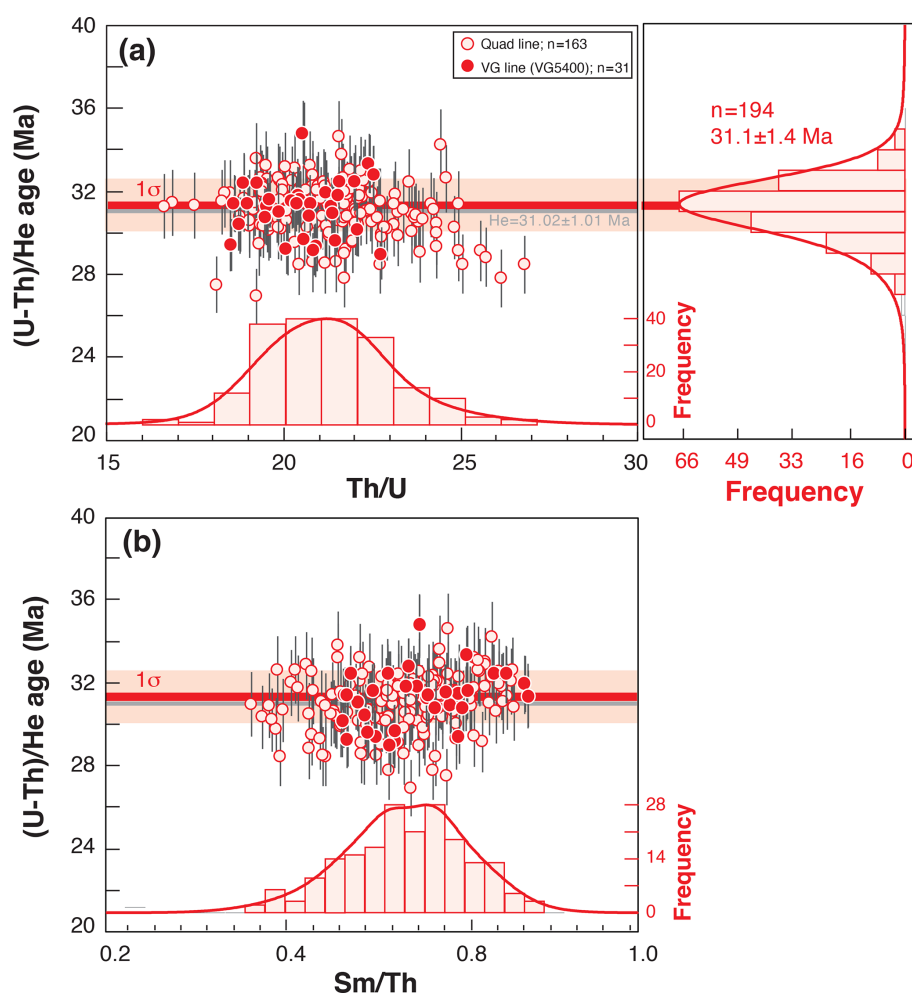 (a)
Quad line; n=163
VG line (VG5400); n=31
n=194
31.1±1.4 Ma
1σ
He=31.02±1.01 Ma
(U-Th)/He age (Ma)
40
36
32
28
24
20
40
20
0
Frequency
15
20
25
30
Th/U
66
49
33
16
0
Frequency
(b)
1σ
(U-Th)/He age (Ma)
40
36
32
28
24
20
28
14
0
Frequency
0.2
0.4
0.8
1.0
Sm/Th